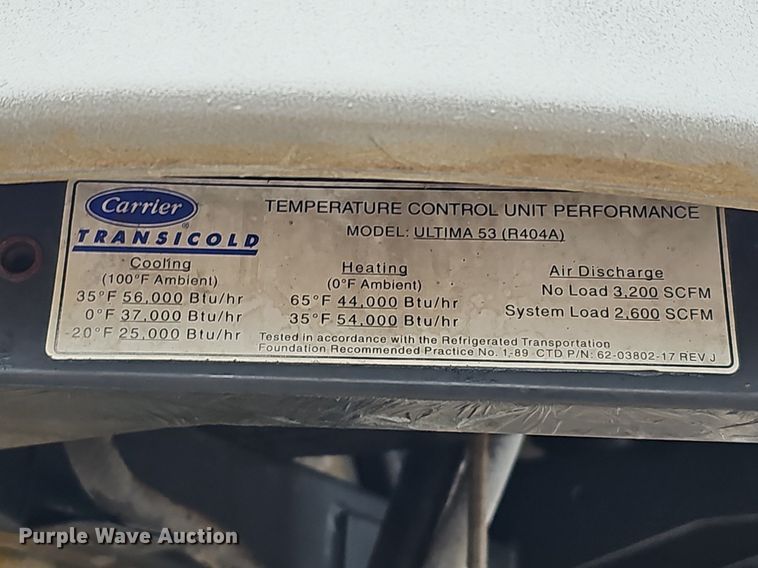 Carrier
TRANSICOLD
TEMPERATURE CONTROL UNIT PERFORMANCE
MODEL: ULTIMA 53 (R404A)
Cooling
(100°F Ambient)
35°F 56,000 Btu/hr
0°F 37,000 Btu/hr
-20°F 25,000 Btu/hr
Heating
(0°F Ambient)
65°F 44,000 Btu/hr
35°F 54,000 Btu/hr
Air Discharge
No Load 3,200 SCFM
System Load 2,600 SCFM
Tested in accordance with the Refrigerated Transportation
Foundation Recommended Practice No. 1-89 CTD P/N: 62-03802-17 REV J
Purple Wave Auction